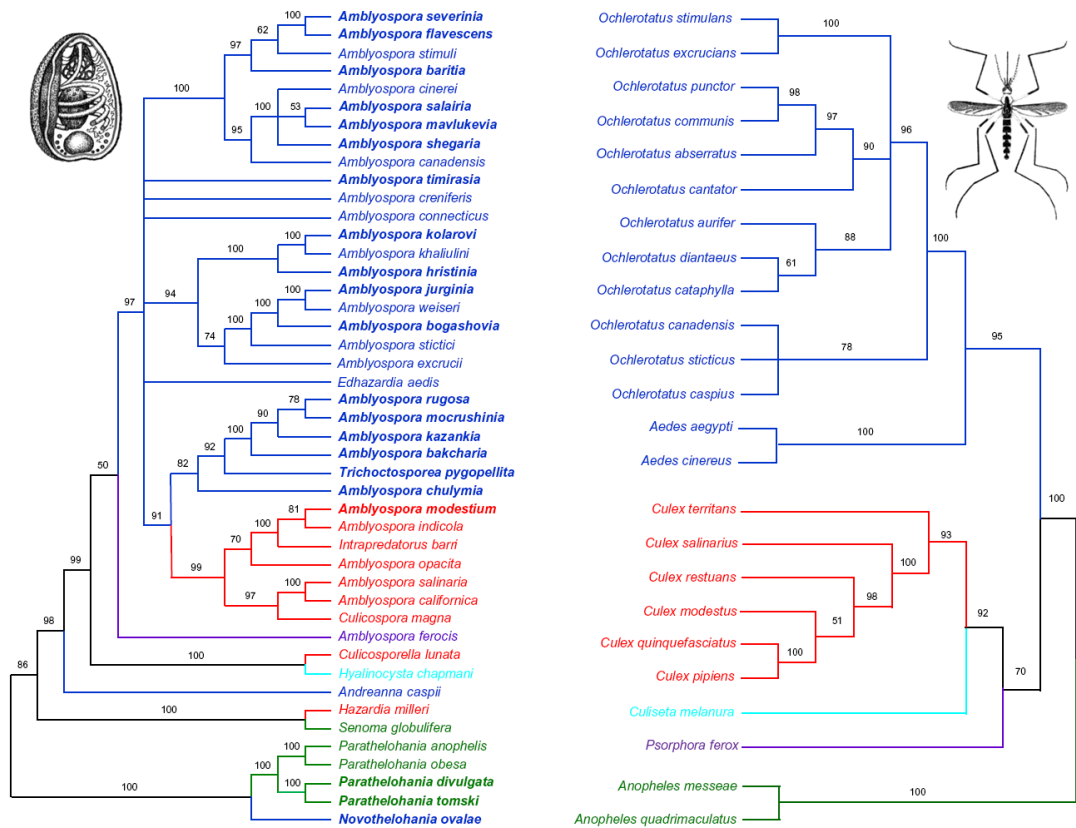 Amblyospora severinia
Amblyospora flavescens
Amblyospora stimuli
Amblyospora baritia
Amblyospora cinerei
Amblyospora salairia
Amblyospora mavlukevia
Amblyospora shegaria
Amblyospora canadensis
Amblyospora timirasia
Amblyospora creniferis
Amblyospora connecticus
Amblyospora kolarovi
Amblyospora khaliulini
Amblyospora hristinia
Amblyospora jurginia
Amblyospora weiseri
Amblyospora bogashovia
Amblyospora stictici
Amblyospora excrucii
Edhazardia aedis
Amblyospora rugosa
Amblyospora mocrushinia
Amblyospora kazankia
Amblyospora bakcharia
Trichoctosporea pygopellita
Amblyospora chulymia
Amblyospora modestium
Amblyospora indicola
Intrapredatorus barri
Amblyospora opacita
Amblyospora salinaria
Amblyospora californica
Culicospora magna
Amblyospora ferocis
Culicosporella lunata
Hyalinocysta chapmani
Andreanna caspii
Hazardia milleri
Senoma globulifera
Parathelohania anophelis
Parathelohania obesa
Parathelohania divulgata
Parathelohania tomski
Novothelohania ovalae
100
62
97
100
53
100
95
100
100
94
100
100
100
74
97
78
90
100
92
82
91
81
100
70
99
100
97
50
99
98
86
100
100
100
100
100
Ochlerotatus stimulans
Ochlerotatus excrucians
Ochlerotatus punctor
Ochlerotatus communis
Ochlerotatus abserratus
Ochlerotatus cantator
Ochlerotatus aurifer
Ochlerotatus diantaeus
Ochlerotatus cataphylla
Ochlerotatus canadensis
Ochlerotatus sticticus
Ochlerotatus caspius
Aedes aegypti
Aedes cinereus
Culex territans
Culex salinarius
Culex restuans
Culex modestus
Culex quinquefasciatus
Culex pipiens
Culiseta melanura
Psorphora ferox
Anopheles messeae
Anopheles quadrimaculatus
100
98
97
90
96
88
61
100
78
95
100
100
93
100
98
51
100
92
70
100